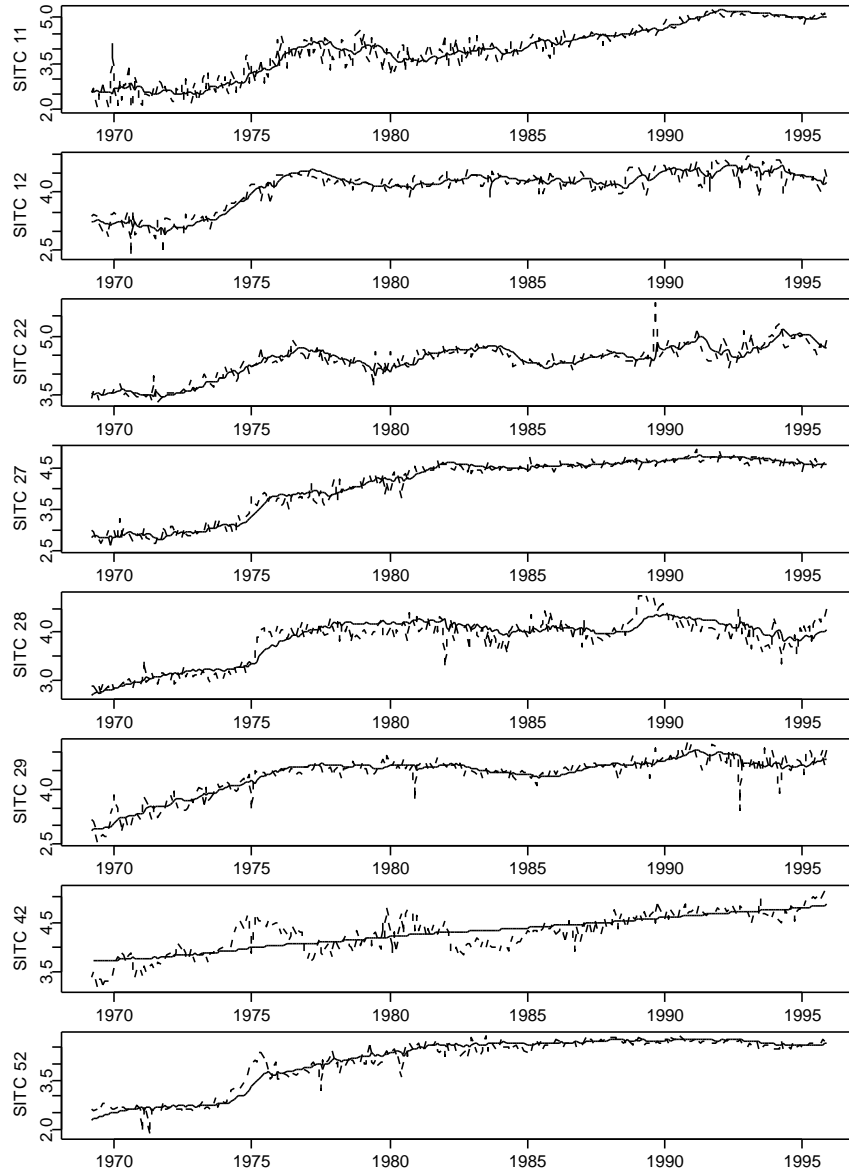 SITC 11
2.0 3.5 5.0
1970 1975 1980 1985 1990 1995
SITC 12
2.5 4.0
1970 1975 1980 1985 1990 1995
SITC 22
3.5 5.0
1970 1975 1980 1985 1990 1995
SITC 27
2.5 3.5 4.5
1970 1975 1980 1985 1990 1995
SITC 28
3.0 4.0
1970 1975 1980 1985 1990 1995
SITC 29
2.5 4.0
1970 1975 1980 1985 1990 1995
SITC 42
3.5 4.5
1970 1975 1980 1985 1990 1995
SITC 52
2.0 3.5
1970 1975 1980 1985 1990 1995